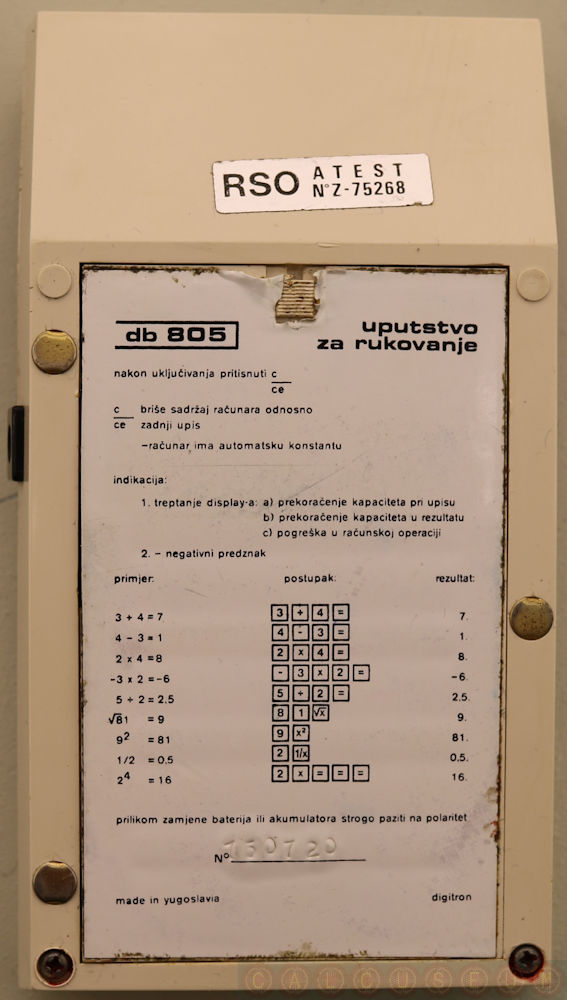 RSO ATEST
N°Z-75268
db 805
uputstvo
za rukovanje
nakon uključivanja pritisnuti c
ce
c briše sadržaj računara odnosno
ce zadnji upis
-račun­ar ima automatsku konstantu
indikacija:
1. treptanje display-a: a) prekoračenje kapaciteta pri upisu
b) prekoračenje kapaciteta u rezultatu
c) pogreška u računskoj operaciji
2. - negativni predznak
primjer: postupak: rezultat:
3 + 4 = 7 3 + 4 = 7.
4 - 3 = 1 4 - 3 = 1.
2 x 4 = 8 2 x 4 = 8.
-3 x 2 = -6 - 3 x 2 = -6.
5 ÷ 2 = 2.5 5 ÷ 2 = 2.5.
√81 = 9 8 1 √x 9.
9² = 81 9 x² 81.
1/2 = 0.5 2 1/x 0.5.
2⁴ = 16 2 x = = = 16.
prilikom zamjene baterija ili akumulatora strogo paziti na polaritet
N° 750720
made in yugoslavia digitron
CALCUSEUM